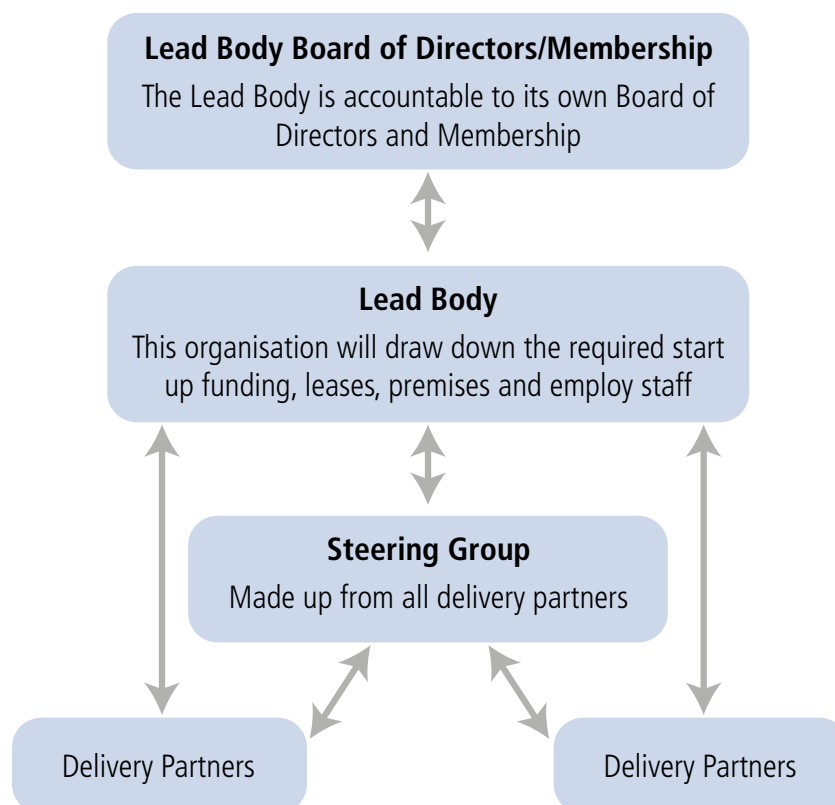 Lead Body Board of Directors/Membership
The Lead Body is accountable to its own Board of
Directors and Membership
Lead Body
This organisation will draw down the required start
up funding, leases, premises and employ staff
Steering Group
Made up from all delivery partners
Delivery Partners
Delivery Partners